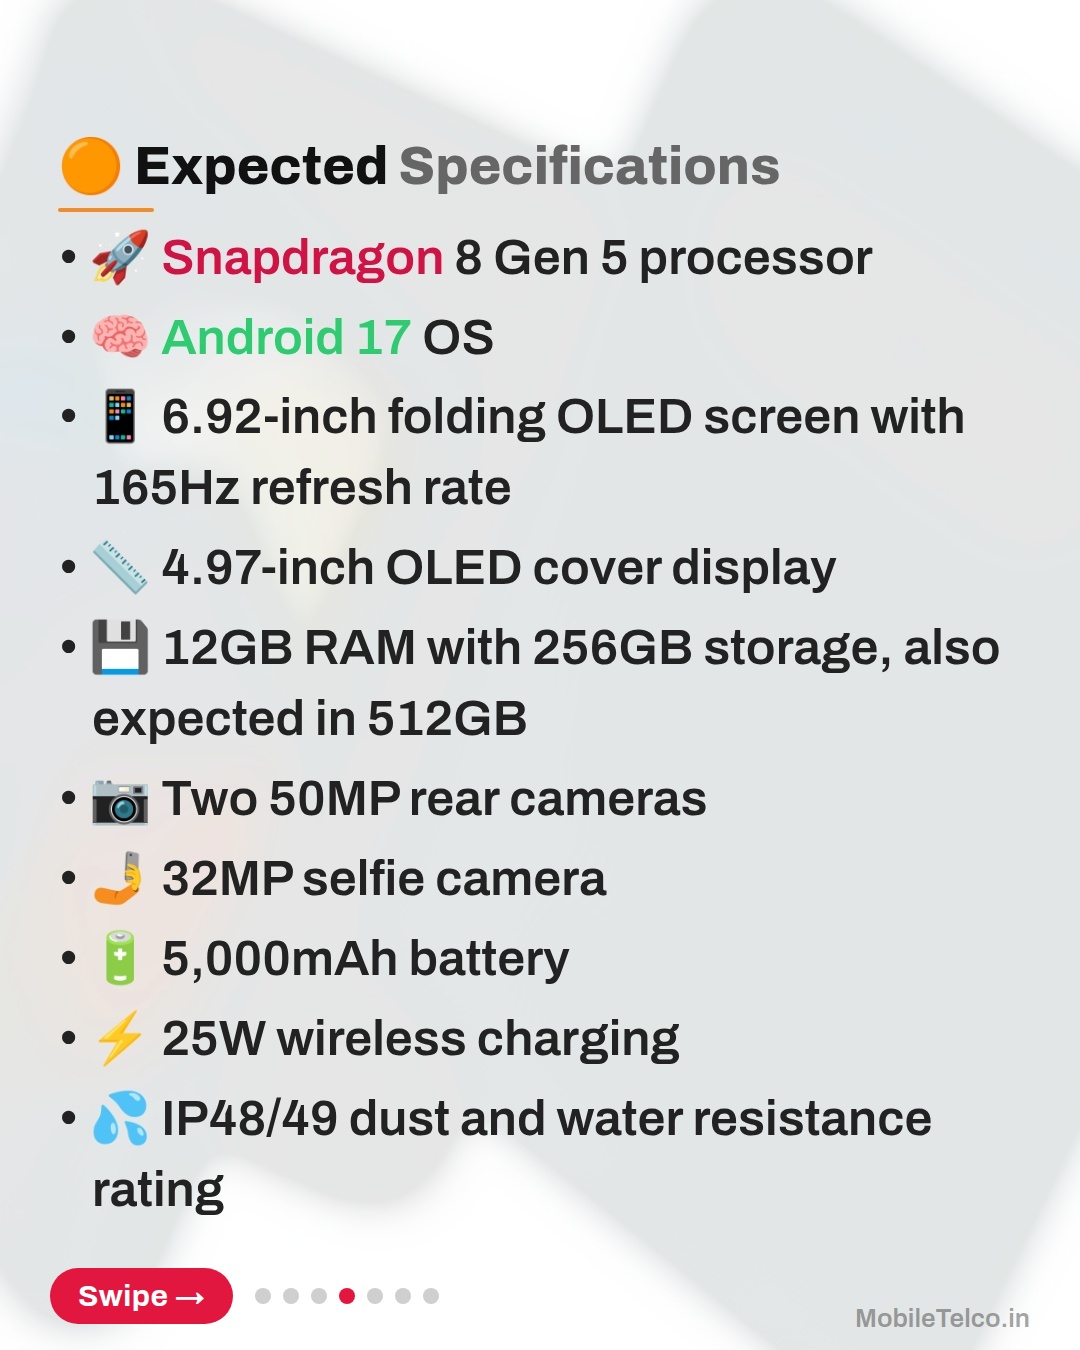 🟠 Expected Specifications
• 🚀 Snapdragon 8 Gen 5 processor
• 🧠 Android 17 OS
• 📱 6.92-inch folding OLED screen with
165Hz refresh rate
• 📏 4.97-inch OLED cover display
• 💾 12GB RAM with 256GB storage, also
expected in 512GB
• 📷 Two 50MP rear cameras
• 🤳 32MP selfie camera
• 🔋 5,000mAh battery
• ⚡ 25W wireless charging
• 💦 IP48/49 dust and water resistance
rating
Swipe →
MobileTelco.in